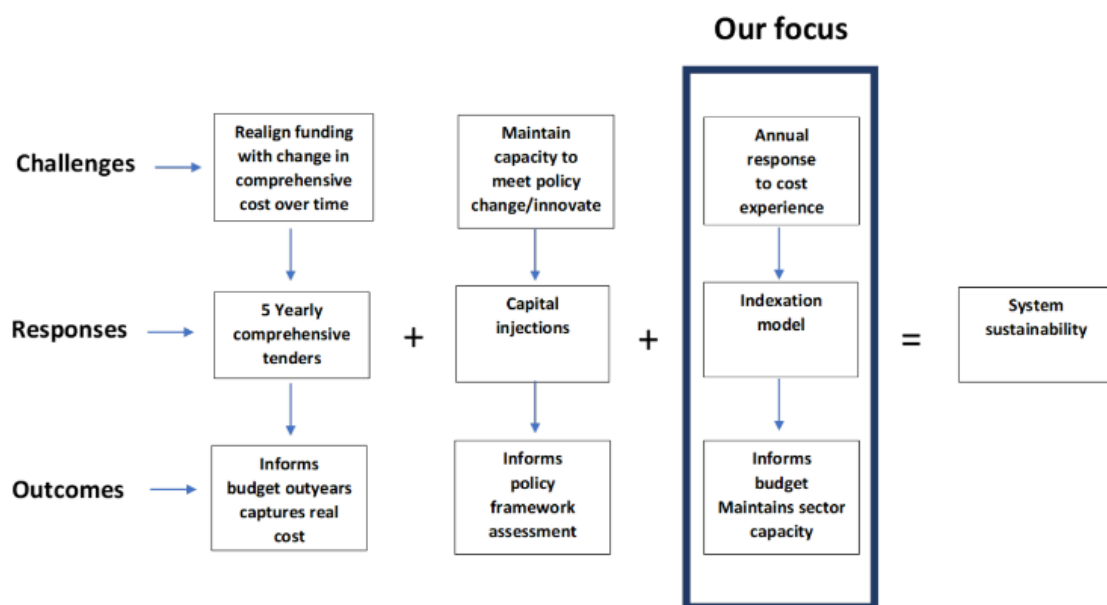 Our focus
Challenges
Realign funding
with change in
comprehensive
cost over time
Maintain
capacity to
meet policy
change/innovate
Annual
response
to cost
experience
Responses
5 Yearly
comprehensive
tenders
+
Capital
injections
+
Indexation
model
=
System
sustainability
Outcomes
Informs
budget outyears
captures real
cost
Informs
policy
framework
assessment
Informs
budget
Maintains sector
capacity